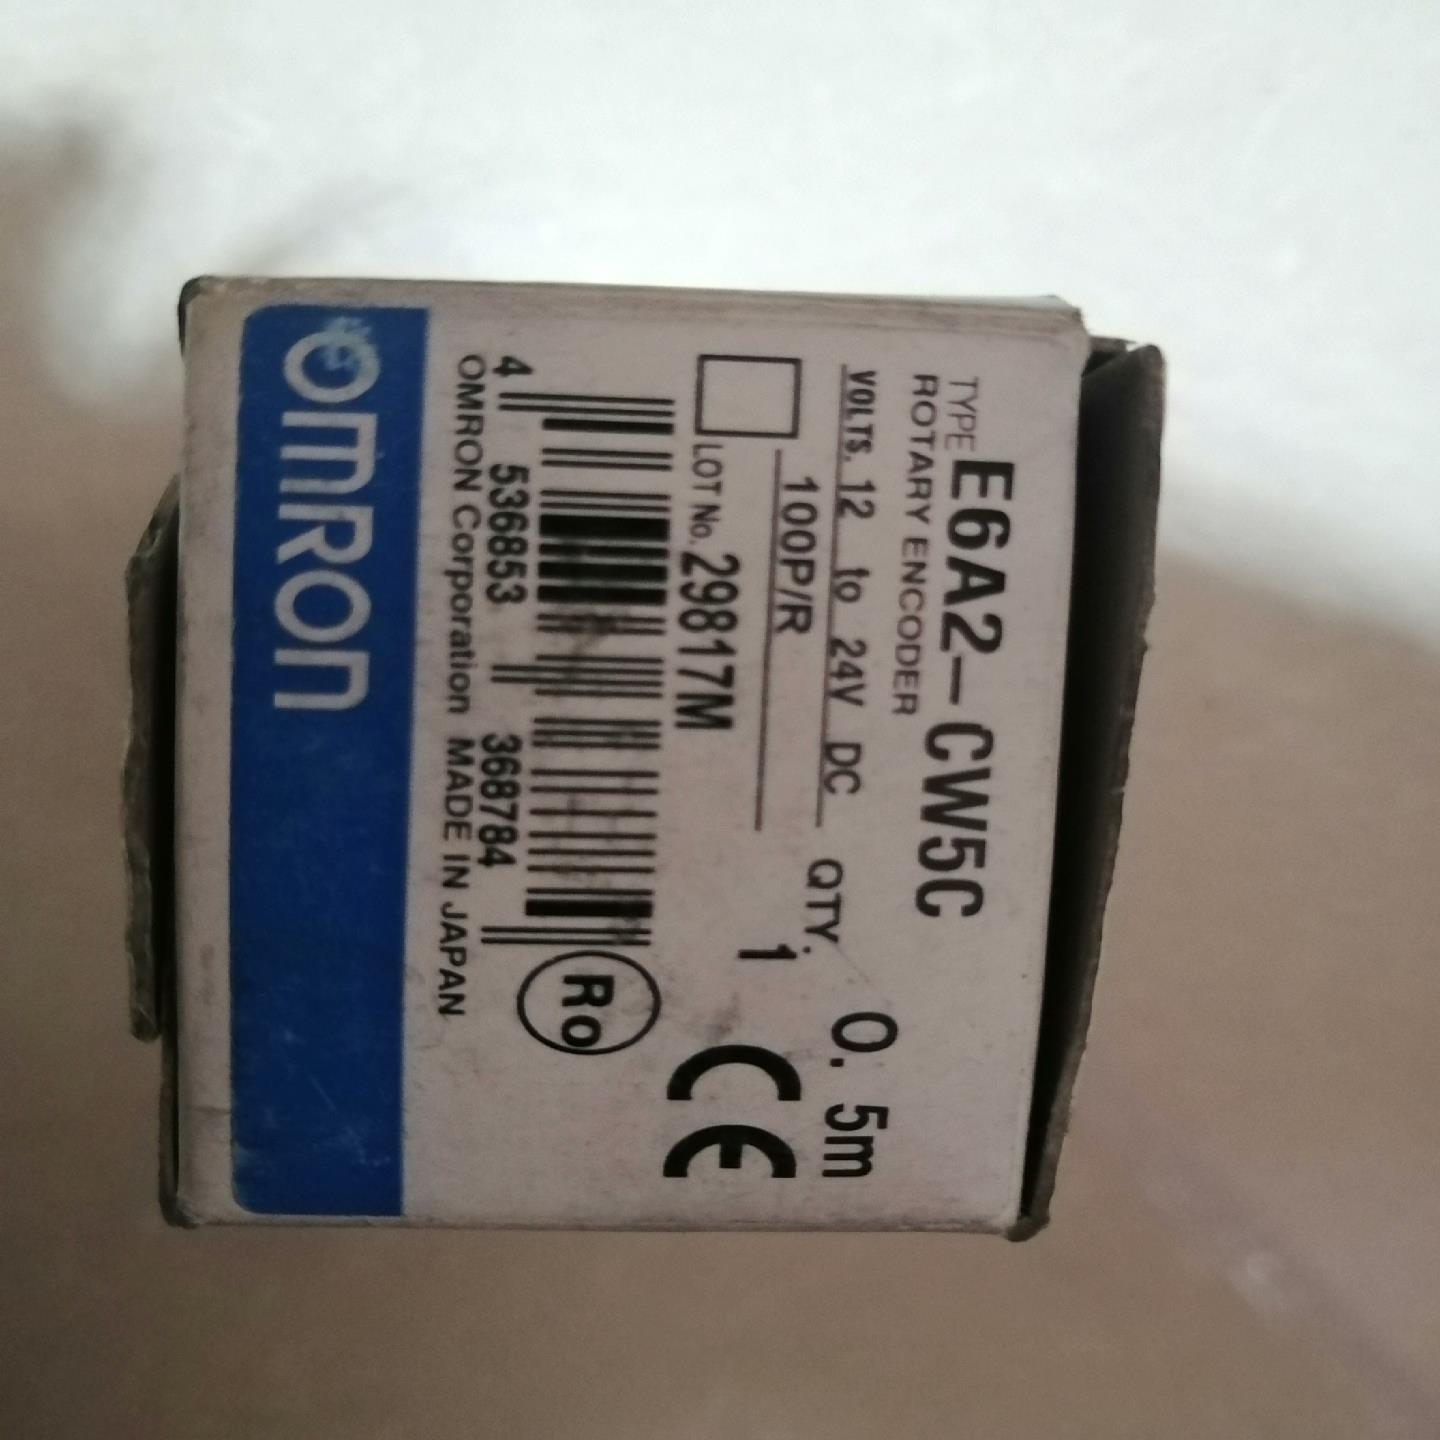 TYPE E6A2-CW5C
ROTARY ENCODER
VOLTS. 12 to 24V DC 0.5m
100P/R QTY. 1
LOT No. 29817M
4 536853 368784
OMRON Corporation MADE IN JAPAN
Ro
CE
OMRON